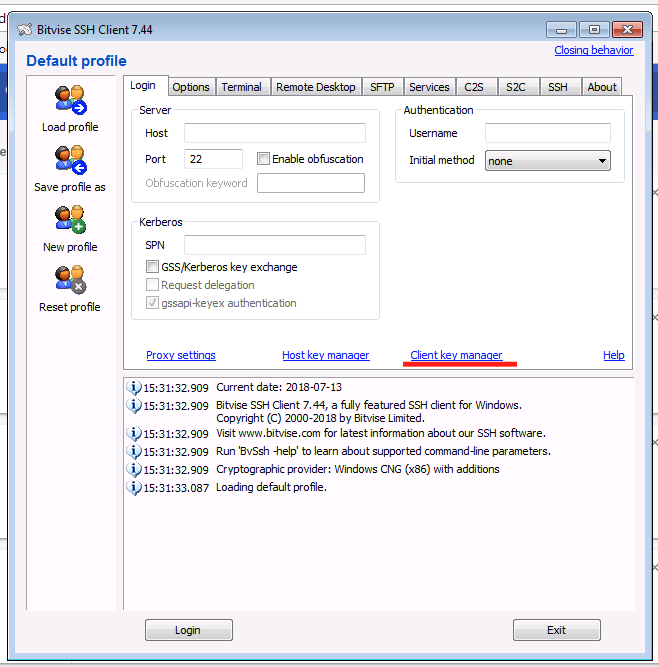 Bitvise SSH Client 7.44
Default profile
Closing behavior
Load profile
Save profile as
New profile
Reset profile
Login
Options
Terminal
Remote Desktop
SFTP
Services
C2S
S2C
SSH
About
Server
Host
Port
22
Enable obfuscation
Obfuscation keyword
Authentication
Username
Initial method
none
Kerberos
SPN
GSS/Kerberos key exchange
Request delegation
gssapi-keyex authentication
Proxy settings
Host key manager
Client key manager
Help
15:31:32.909 Current date: 2018-07-13
15:31:32.909 Bitvise SSH Client 7.44, a fully featured SSH client for Windows.
Copyright (C) 2000-2018 by Bitvise Limited.
15:31:32.909 Visit www.bitvise.com for latest information about our SSH software.
15:31:32.909 Run 'BvSsh -help' to learn about supported command-line parameters.
15:31:32.909 Cryptographic provider: Windows CNG (x86) with additions
15:31:33.087 Loading default profile.
Login
Exit